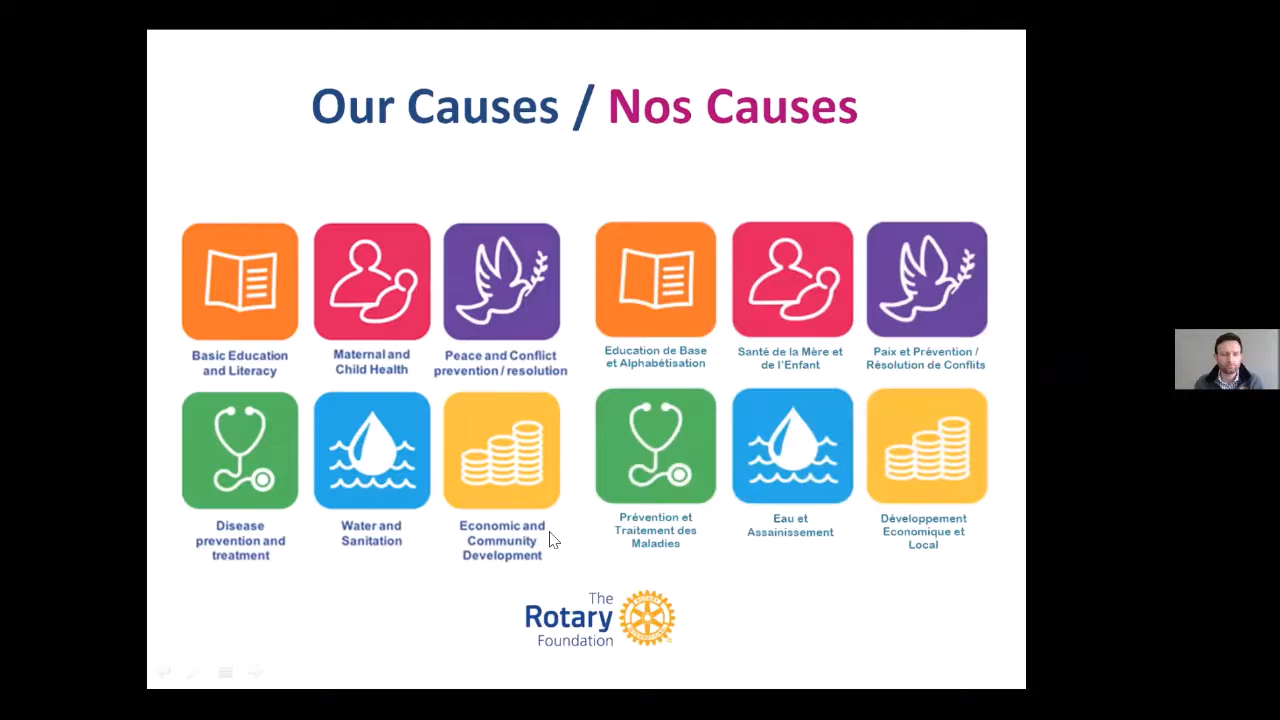 Our Causes / Nos Causes
Basic Education
and Literacy
Maternal and
Child Health
Peace and Conflict
prevention / resolution
Education de Base
et Alphabétisation
Santé de la Mère et
de l'Enfant
Paix et Prévention /
Résolution de Conflits
Disease
prevention and
treatment
Water and
Sanitation
Economic and
Community
Development
Prévention et
Traitement des
Maladies
Eau et
Assainissement
Développement
Economique et
Local
The
Rotary
Foundation